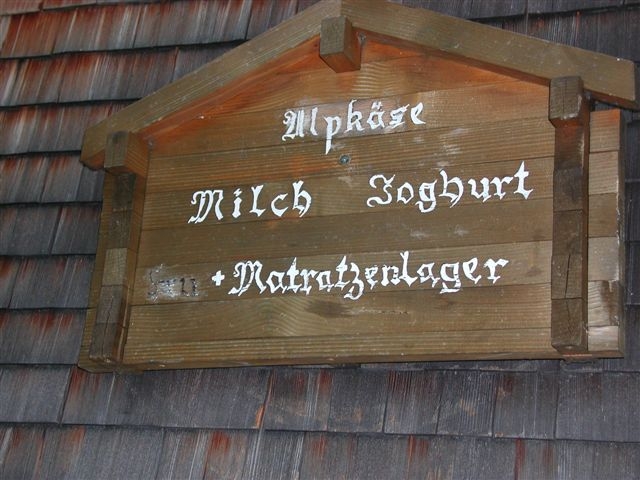 Alpkäse
Milch Joghurt
+ Matratzenlager